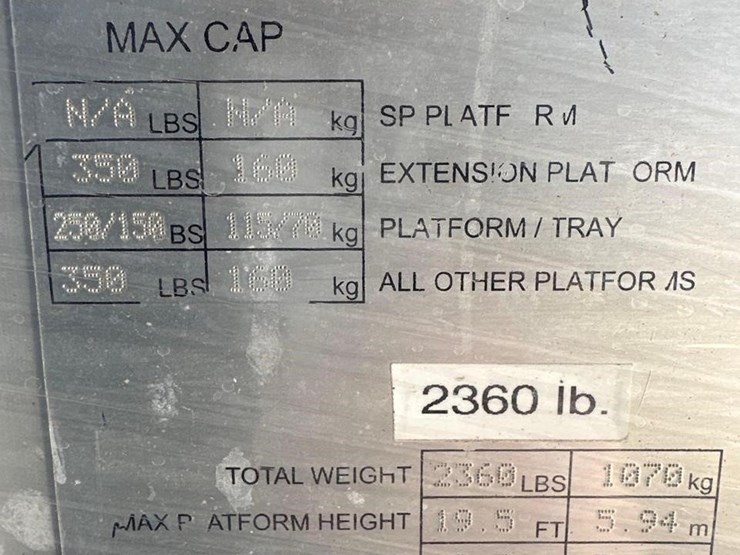 MAX CAP
N/A LBS N/A kg SP PLATF RM
350 LBS 160 kg EXTENSION PLAT ORM
250/150 BS 115/70 kg PLATFORM / TRAY
350 LBS 160 kg ALL OTHER PLATFOR MS
2360 lb.
TOTAL WEIGHT 2360 LBS 1070 kg
MAX P ATFORM HEIGHT 19.5 FT 5.94 m